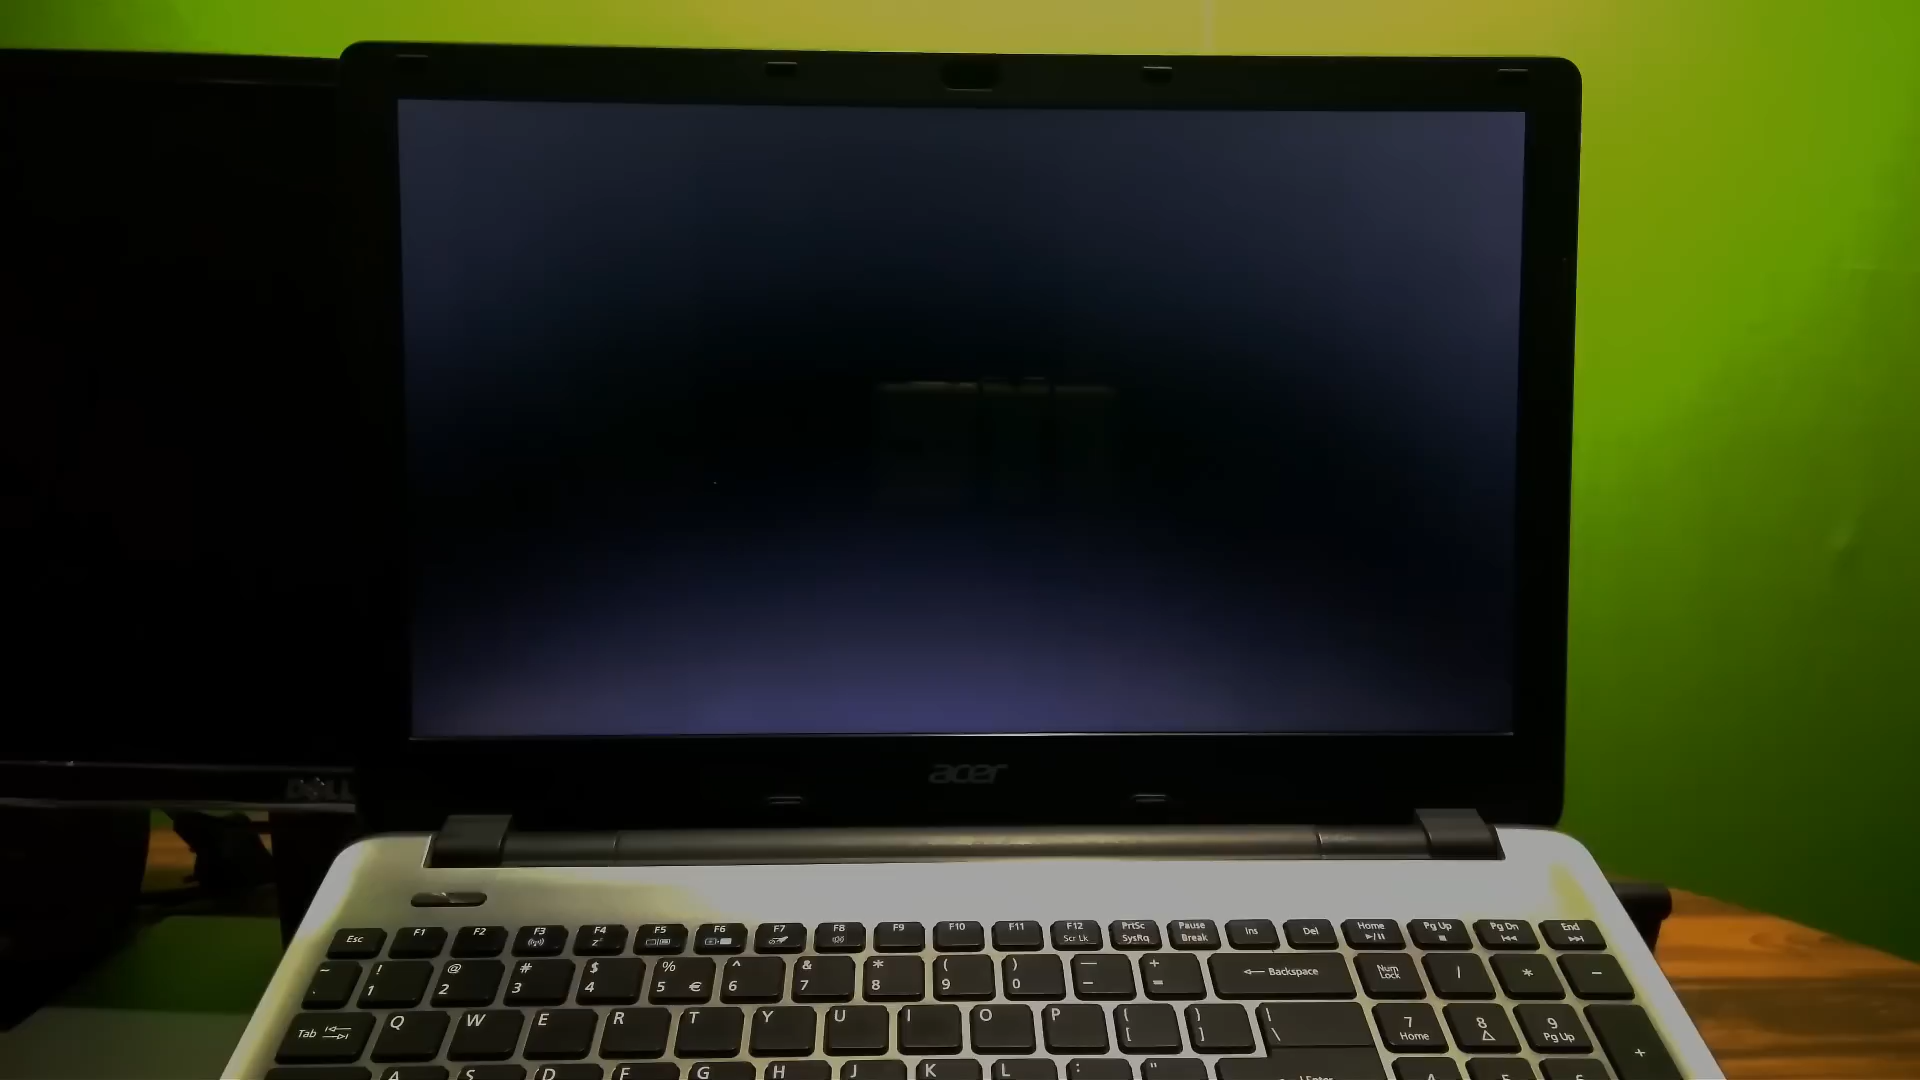 acer
DELL
Esc F1 F2 F3 F4 F5 F6 F7 F8 F9 F10 F11 F12 PrtSc Pause Ins Del Home Pg Up Pg Dn End
z Scr Lk SysRq Break
~ ! @ # $ % ^ & * ( ) — +
1 2 3 4 5 € 6 7 8 9 0 - = Backspace Num Lock / * -
Tab Q W E R T Y U I O P { [ } ] | \ 7 Home 8 9 Pg Up +
A S D F G H J K L : " Enter